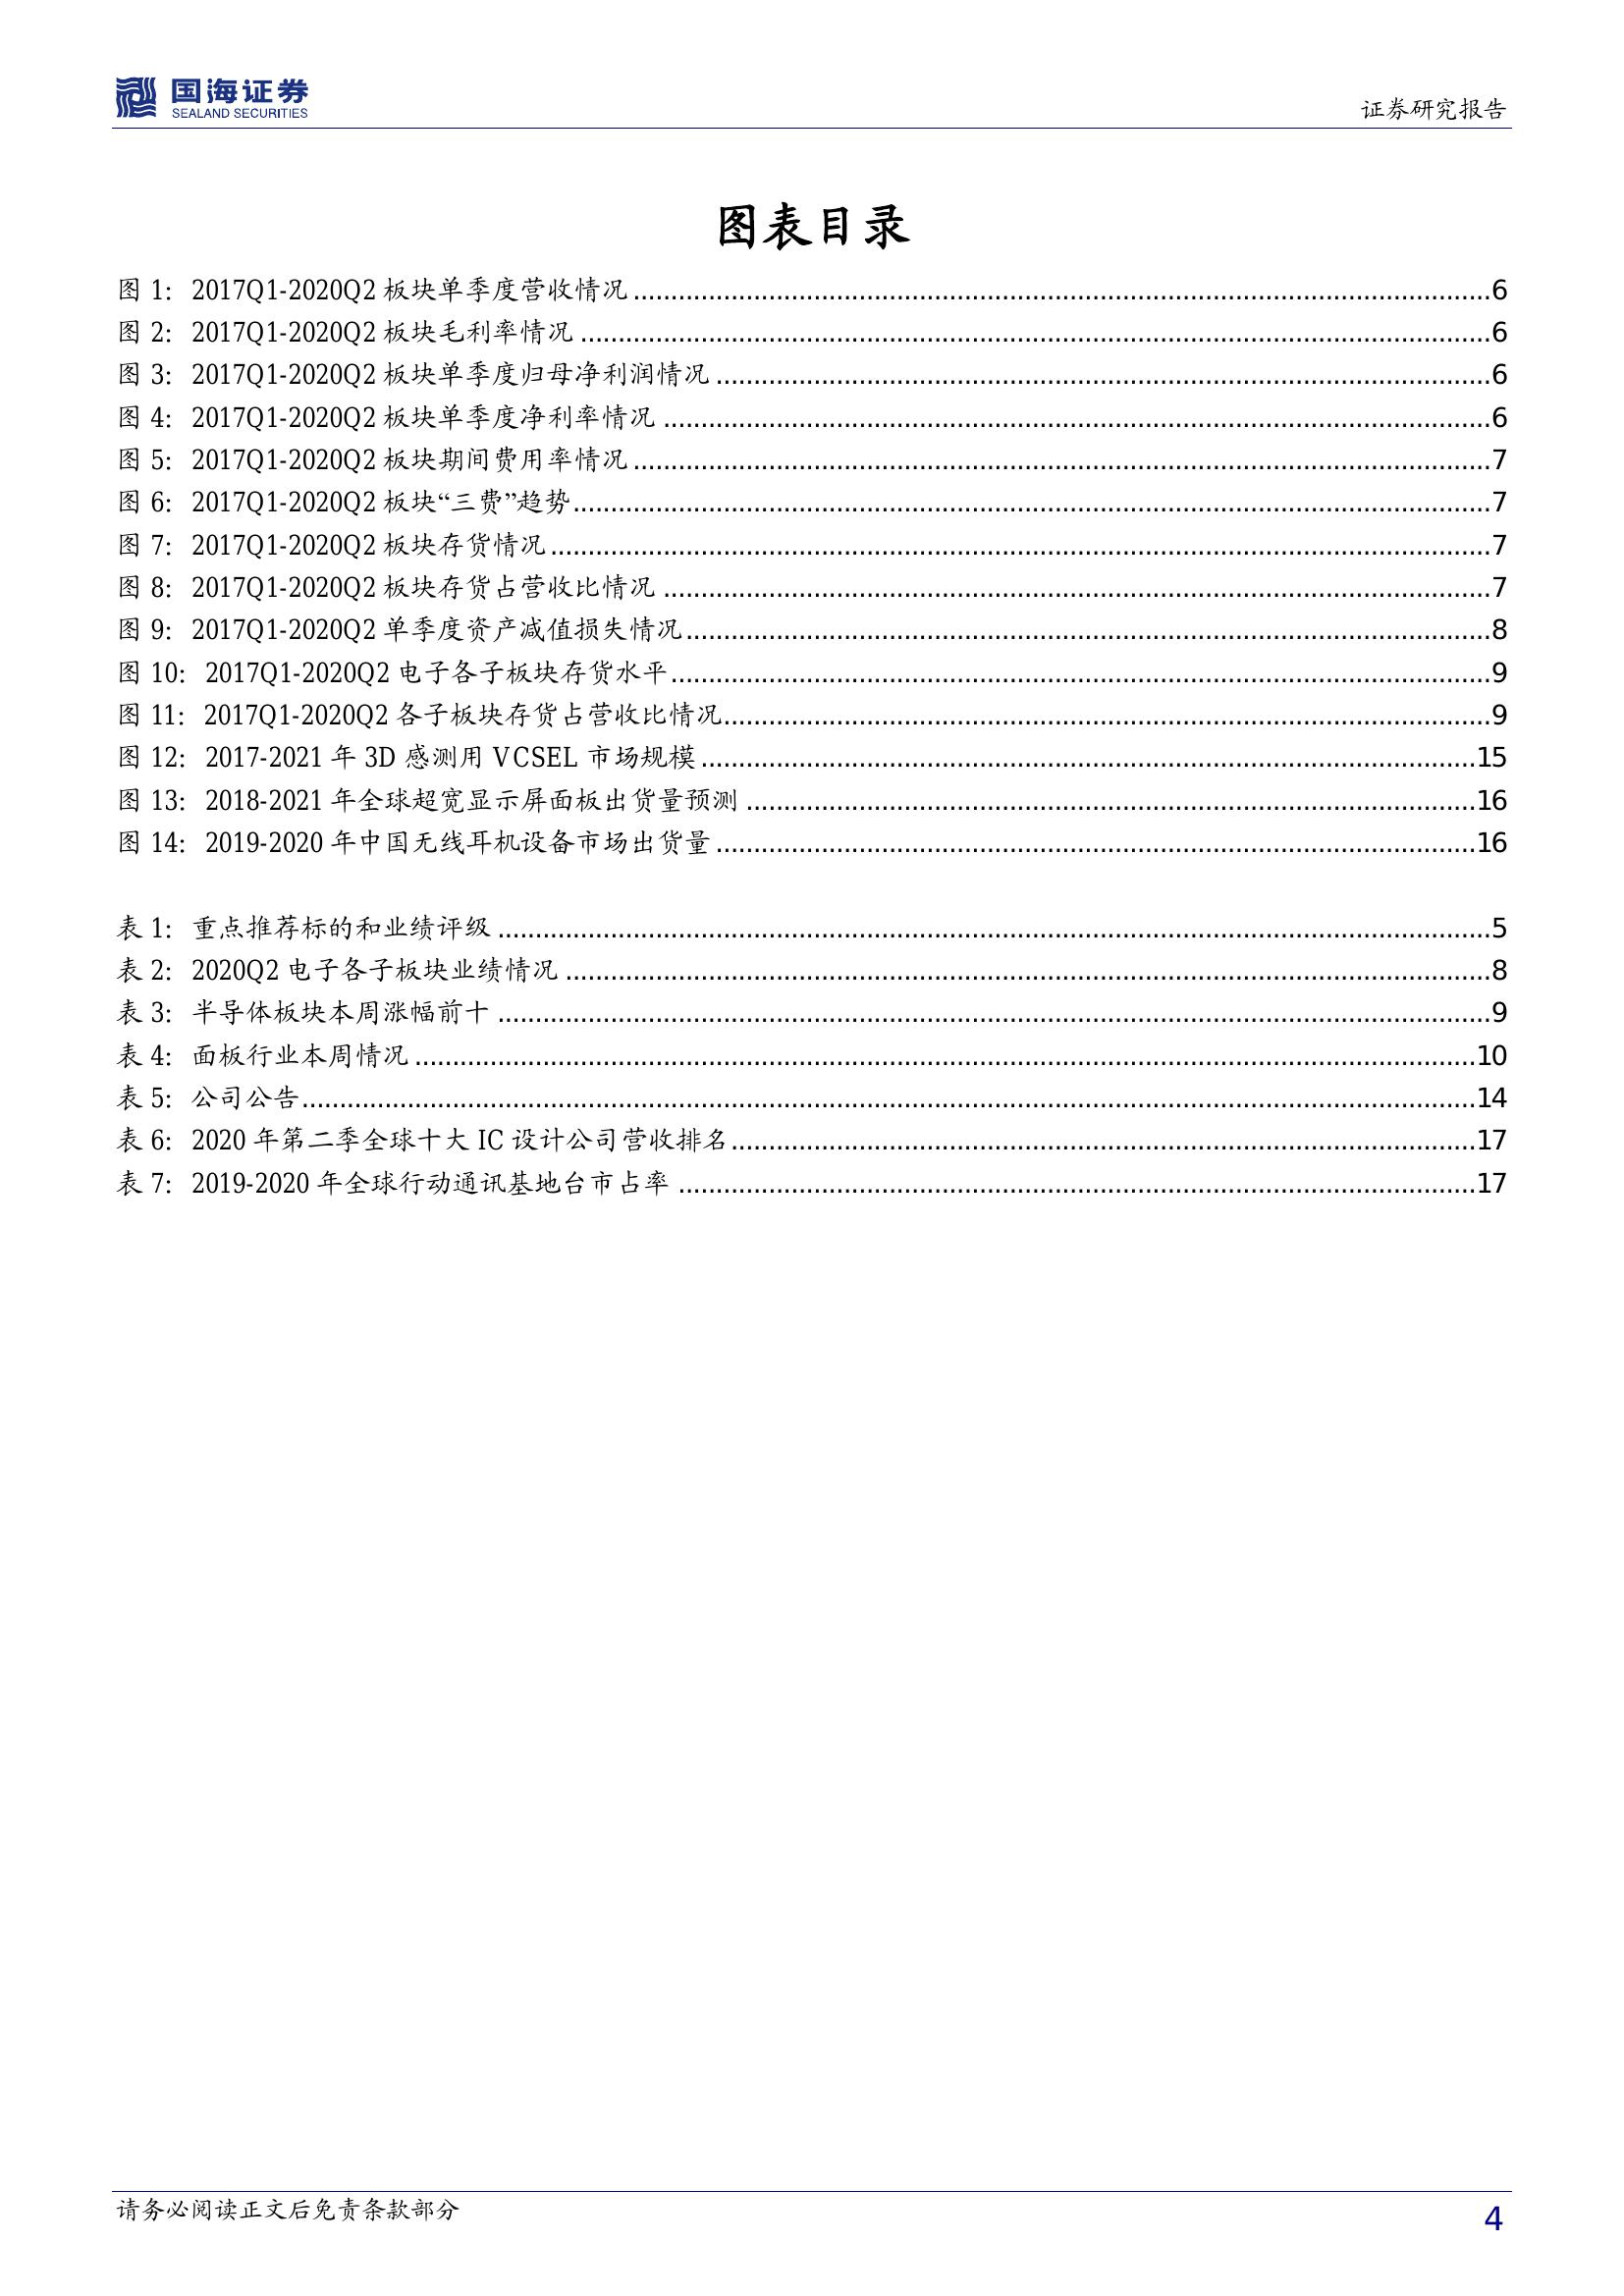 国海证券
SEALAND SECURITIES
证券研究报告
图表目录
图 1: 2017Q1-2020Q2 板块单季度营收情况......6
图 2: 2017Q1-2020Q2 板块毛利率情况......6
图 3: 2017Q1-2020Q2 板块单季度归母净利润情况......6
图 4: 2017Q1-2020Q2 板块单季度净利率情况......6
图 5: 2017Q1-2020Q2 板块期间费用率情况......7
图 6: 2017Q1-2020Q2 板块“三费”趋势......7
图 7: 2017Q1-2020Q2 板块存货情况......7
图 8: 2017Q1-2020Q2 板块存货占营收比情况......7
图 9: 2017Q1-2020Q2 单季度资产减值损失情况......8
图 10: 2017Q1-2020Q2 电子各子板块存货水平......9
图 11: 2017Q1-2020Q2 各子板块存货占营收比情况......9
图 12: 2017-2021 年 3D 感测用 VCSEL 市场规模......15
图 13: 2018-2021 年全球超宽显示屏面板出货量预测......16
图 14: 2019-2020 年中国无线耳机设备市场出货量......16
表 1: 重点推荐标的和业绩评级......5
表 2: 2020Q2 电子各子板块业绩情况......8
表 3: 半导体板块本周涨幅前十......9
表 4: 面板行业本周情况......10
表 5: 公司公告......14
表 6: 2020 年第二季全球十大 IC 设计公司营收排名......17
表 7: 2019-2020 年全球行动通讯基地台市占率......17
请务必阅读正文后免责条款部分
4